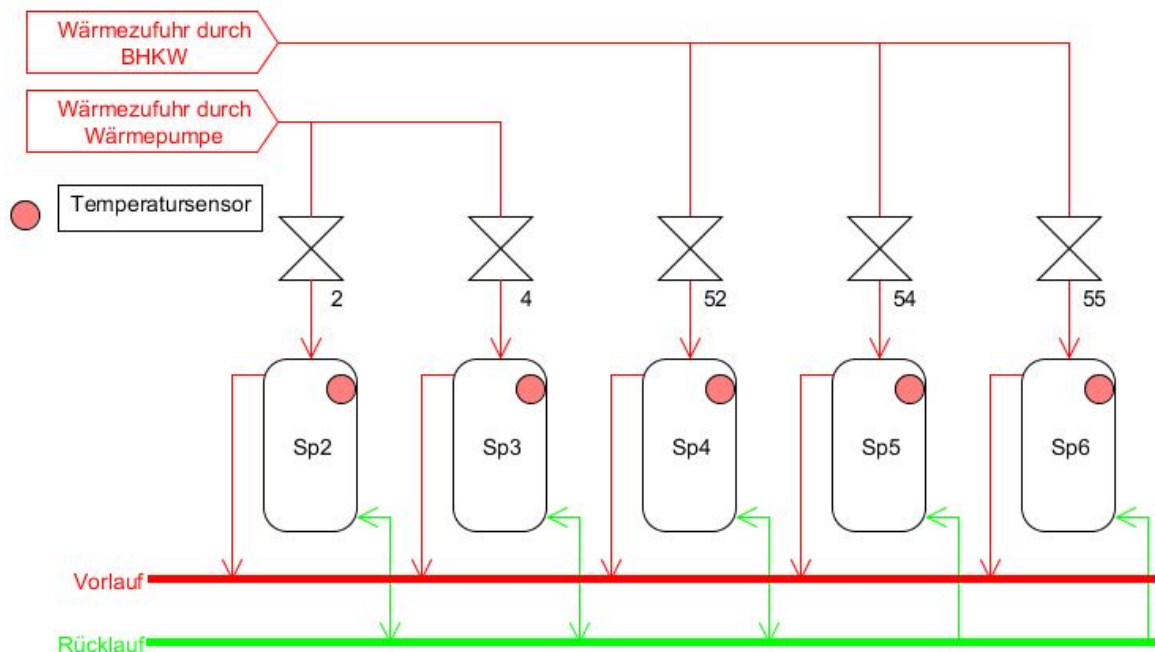 Wärmezufuhr durch
BHKW
Wärmezufuhr durch
Wärmepumpe
Temperatursensor
2
4
52
54
55
Sp2
Sp3
Sp4
Sp5
Sp6
Vorlauf
Rücklauf